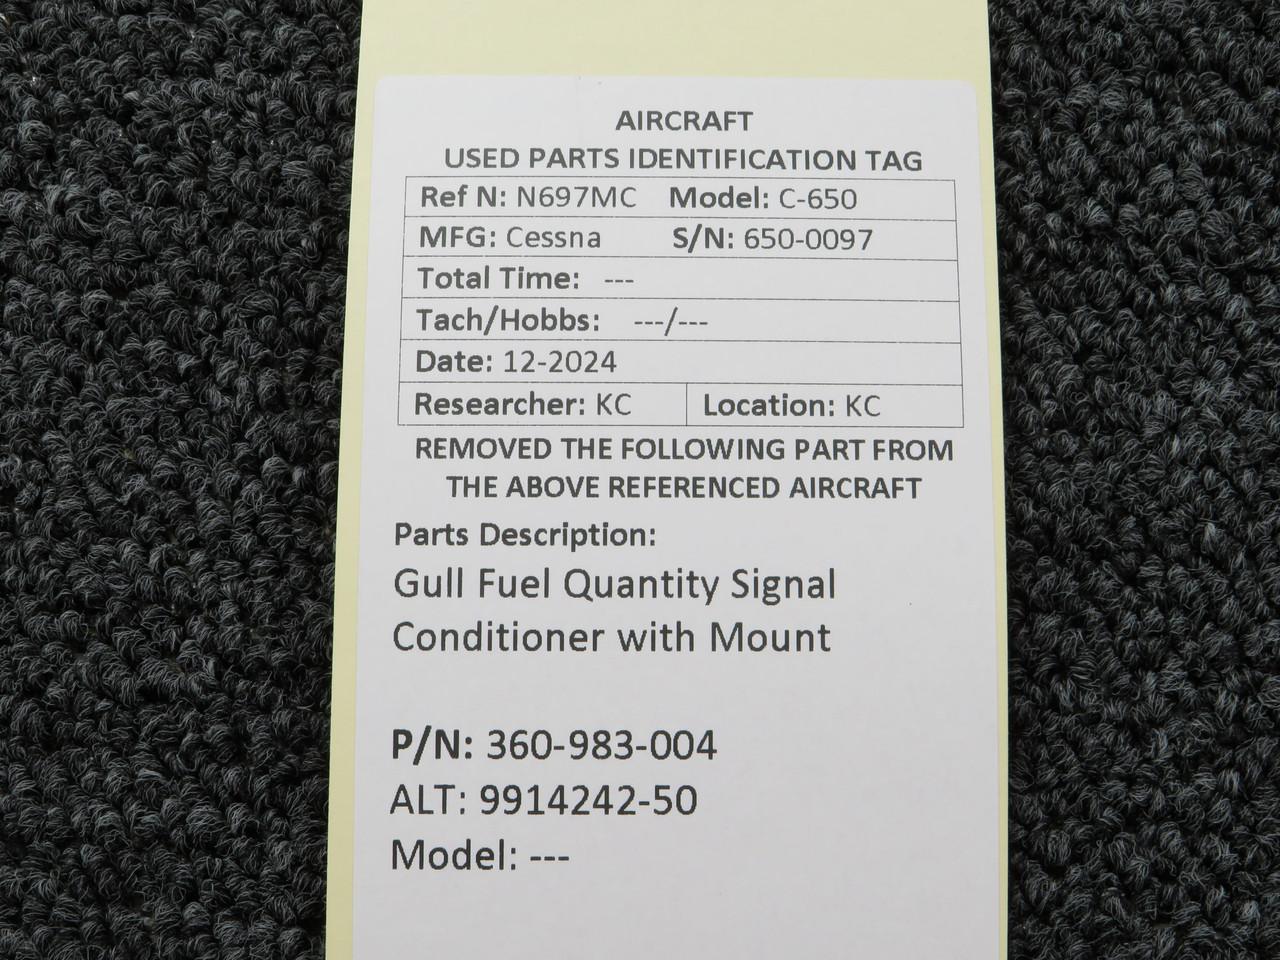 AIRCRAFT
USED PARTS IDENTIFICATION TAG
Ref N: N697MC Model: C-650
MFG: Cessna S/N: 650-0097
Total Time: ---
Tach/Hobbs: ---/---
Date: 12-2024
Researcher: KC Location: KC
REMOVED THE FOLLOWING PART FROM
THE ABOVE REFERENCED AIRCRAFT
Parts Description:
Gull Fuel Quantity Signal
Conditioner with Mount
P/N: 360-983-004
ALT: 9914242-50
Model: ---